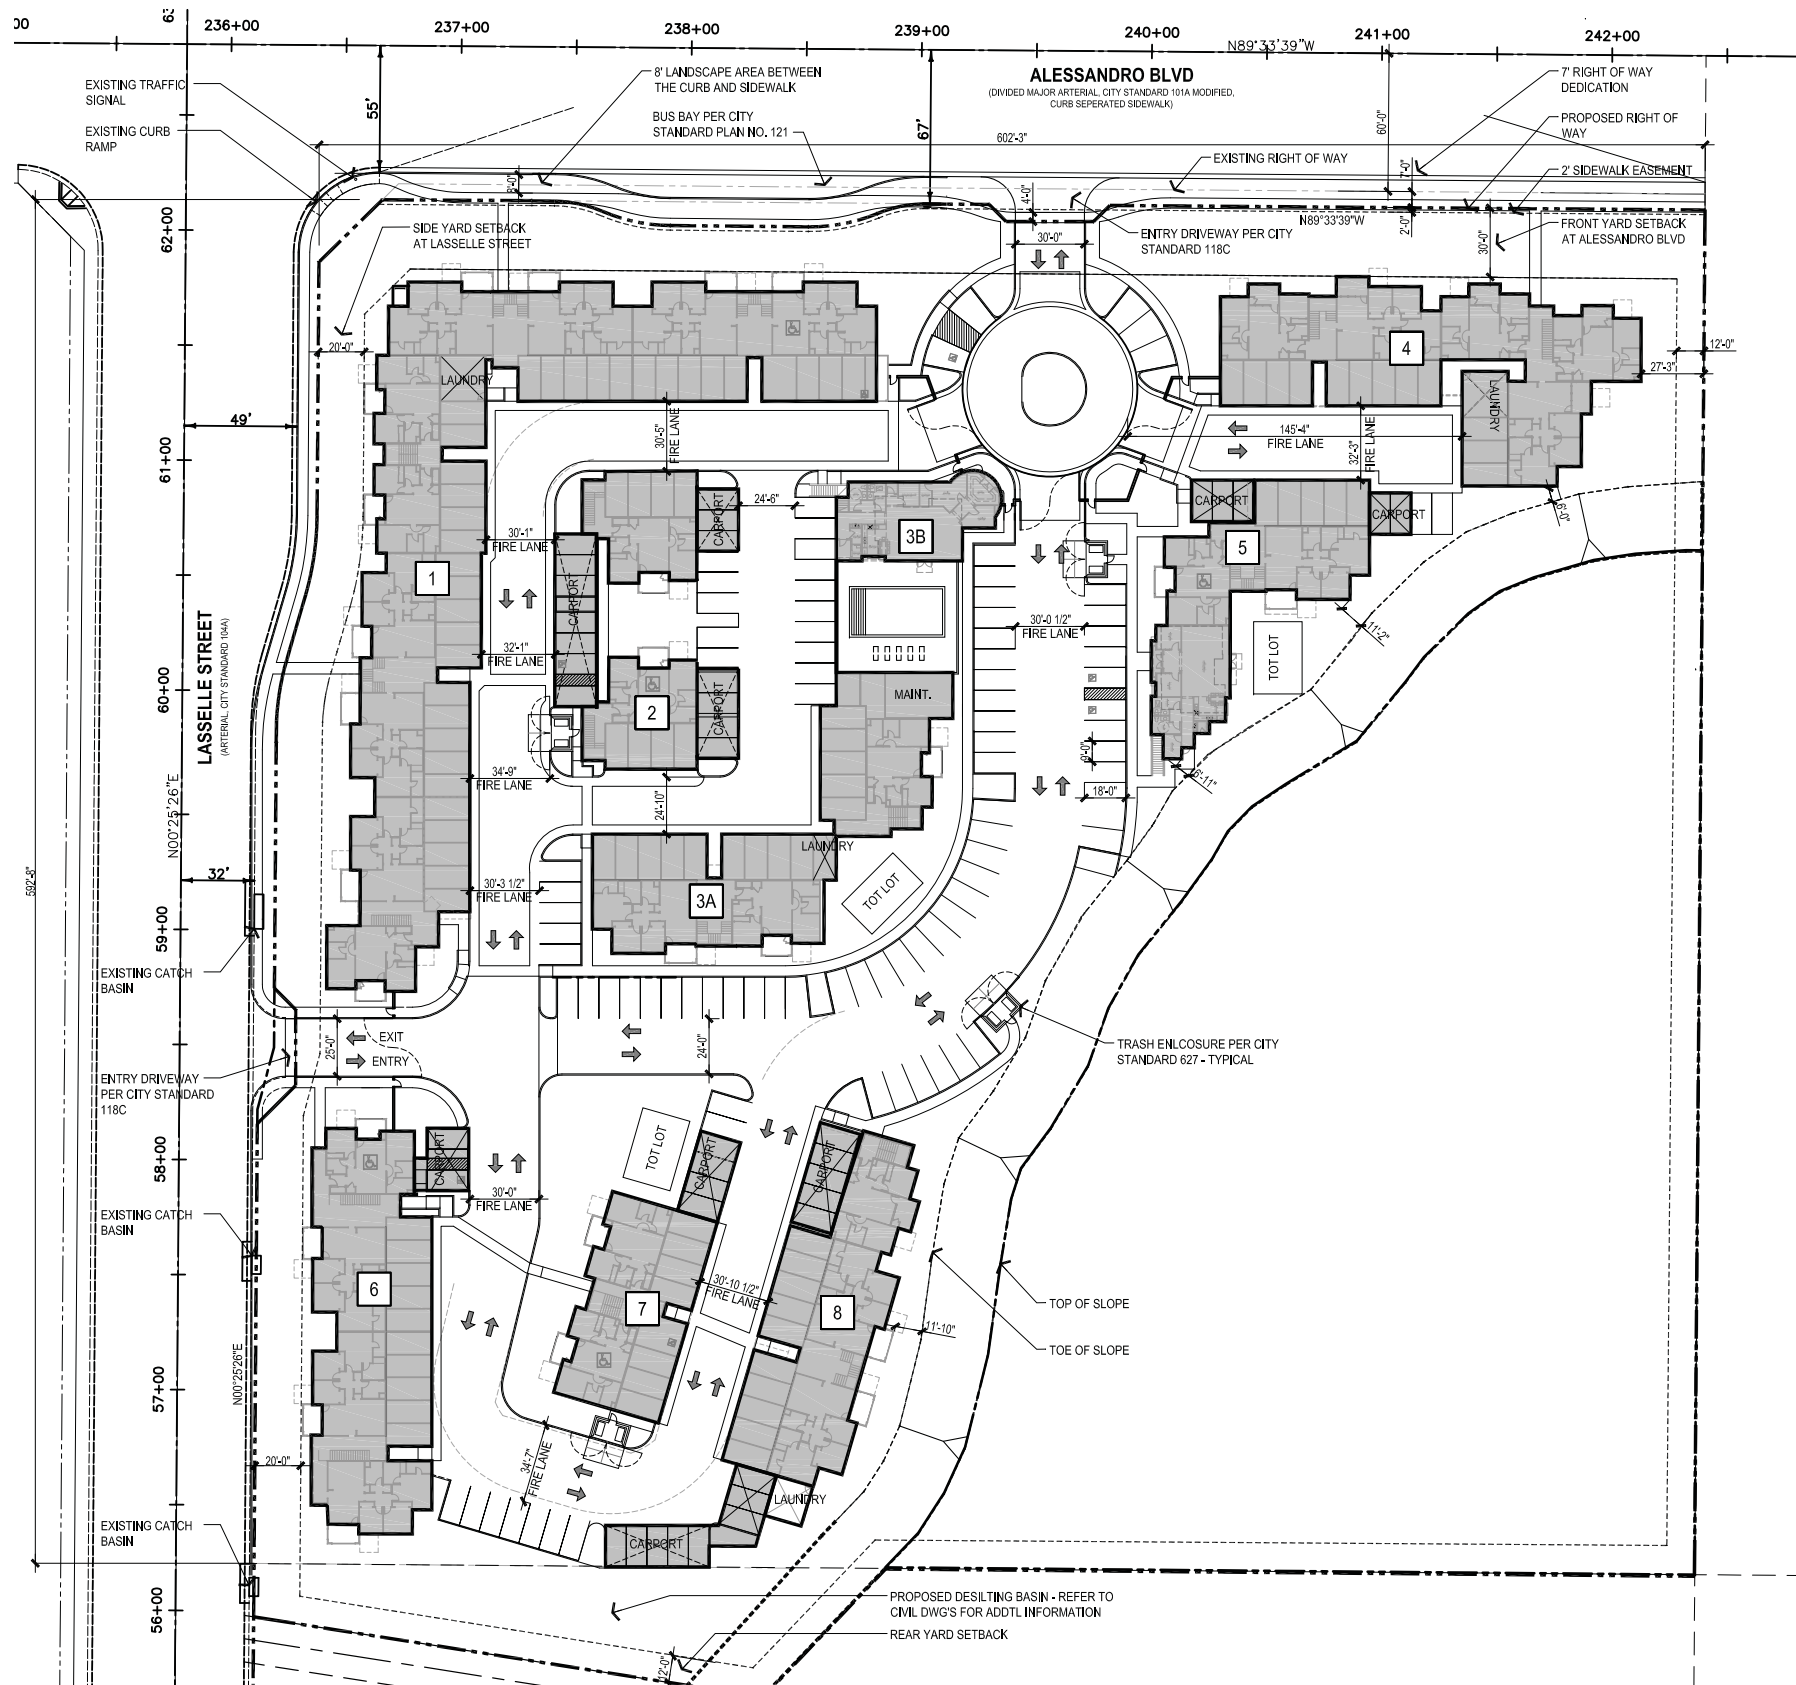 236+00
237+00
238+00
239+00
240+00
241+00
242+00
N89°33'39"W
ALESSANDRO BLVD
(DIVIDED MAJOR ARTERIAL, CITY STANDARD 101A MODIFIED,
CURB SEPERATED SIDEWALK)
EXISTING TRAFFIC
SIGNAL
EXISTING CURB
RAMP
8' LANDSCAPE AREA BETWEEN
THE CURB AND SIDEWALK
BUS BAY PER CITY
STANDARD PLAN NO. 121
7' RIGHT OF WAY
DEDICATION
PROPOSED RIGHT OF
WAY
55'
67'
602'-3"
60'-0"
7'-0"
EXISTING RIGHT OF WAY
2' SIDEWALK EASEMENT
8'-0"
4'-0"
2'-0"
N89°33'39"W
SIDE YARD SETBACK
AT LASSELLE STREET
ENTRY DRIVEWAY PER CITY
STANDARD 118C
FRONT YARD SETBACK
AT ALESSANDRO BLVD
30'-0"
30'-0"
62+00
61+00
60+00
59+00
58+00
57+00
56+00
20'-0"
12'-0"
27'-3"
4
LAUNDRY
LAUNDRY
49'
30'-5"
FIRE LANE
145'-4"
FIRE LANE
32'-3"
FIRE LANE
24'-6"
CARPORT
CARPORT
CARPORT
6'-0"
3B
5
30'-1"
FIRE LANE
1
CARPORT
LASSELLE STREET
(ARTERIAL, CITY STANDARD 104A)
N00°25'26"E
30'-0 1/2"
FIRE LANE
11'-2"
TOT LOT
32'-1"
FIRE LANE
2
CARPORT
MAINT.
9'-0"
6'-11"
34'-9"
FIRE LANE
24'-10"
18'-0"
LAUNDRY
592'-8"
32'
30'-3 1/2"
FIRE LANE
3A
TOT LOT
EXISTING CATCH
BASIN
25'-0"
EXIT
ENTRY
24'-0"
TRASH ENLCOSURE PER CITY
STANDARD 627 - TYPICAL
ENTRY DRIVEWAY
PER CITY STANDARD
118C
CARPORT
TOT LOT
CARPORT
CARPORT
30'-0"
FIRE LANE
EXISTING CATCH
BASIN
6
7
8
30'-10 1/2"
FIRE LANE
11'-10"
TOP OF SLOPE
TOE OF SLOPE
N00°25'26"E
20'-0"
34'-7"
FIRE LANE
LAUNDRY
CARPORT
EXISTING CATCH
BASIN
PROPOSED DESILTING BASIN - REFER TO
CIVIL DWG'S FOR ADDTL INFORMATION
REAR YARD SETBACK
12'-0"